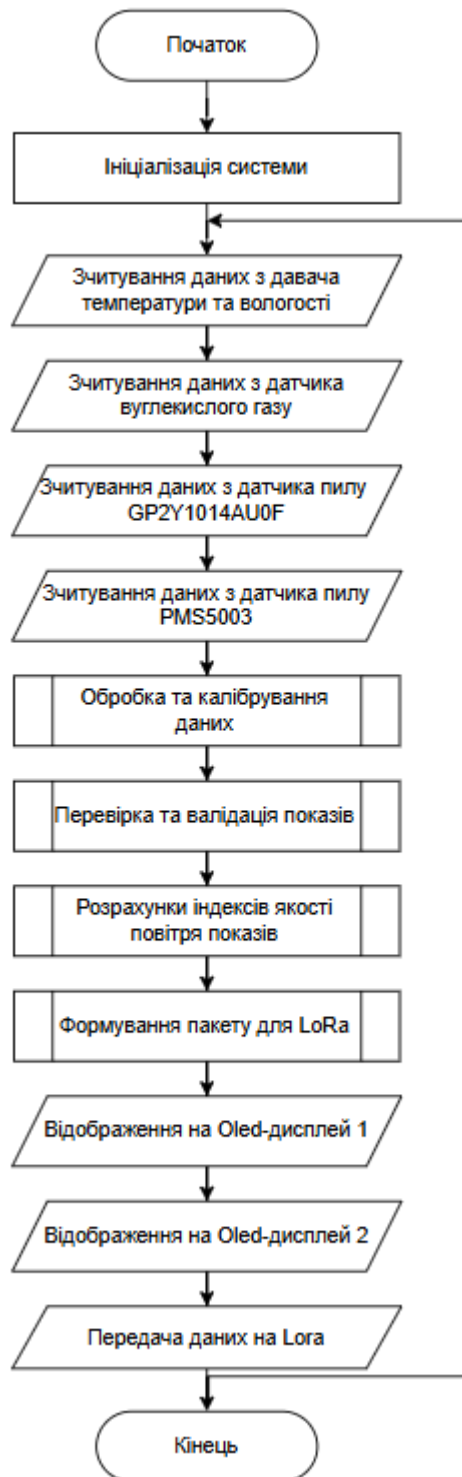 Початок
Ініціалізація системи
Зчитування даних з давача
температури та вологості
Зчитування даних з датчика
вуглекислого газу
Зчитування даних з датчика пилу
GP2Y1014AU0F
Зчитування даних з датчика пилу
PMS5003
Обробка та калібрування
даних
Перевірка та валідація показів
Розрахунки індексів якості
повітря показів
Формування пакету для LoRa
Відображення на Oled-дисплей 1
Відображення на Oled-дисплей 2
Передача даних на Lora
Кінець